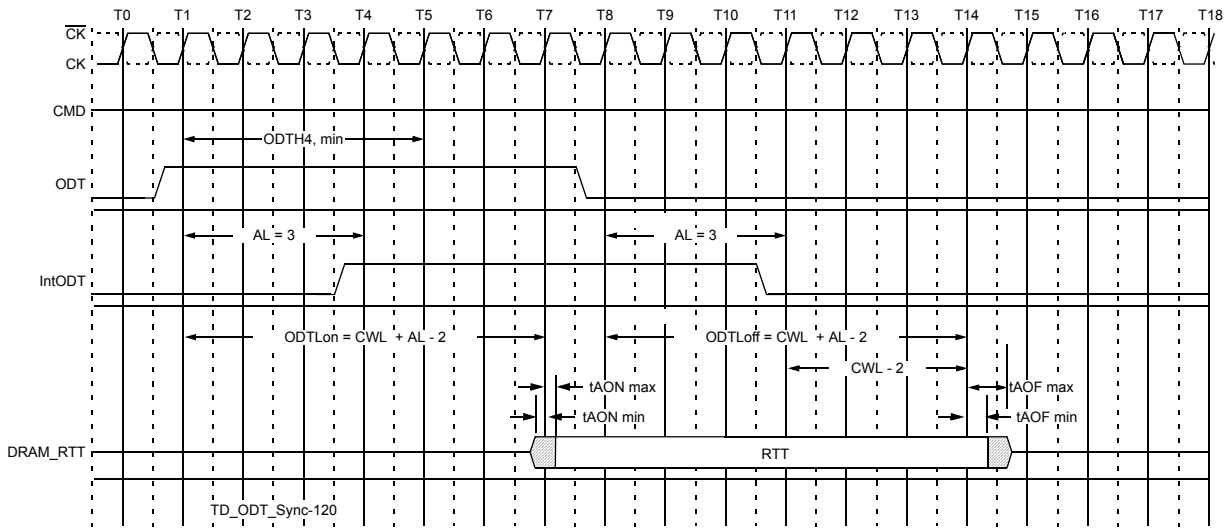 T0 T1 T2 T3 T4 T5 T6 T7 T8 T9 T10 T11 T12 T13 T14 T15 T16 T17 T18
CK
CK
CMD
ODTH4, min
ODT
AL = 3 AL = 3
IntODT
ODTLon = CWL + AL - 2 ODTLoff = CWL + AL - 2
CWL - 2
tAON max tAOF max
tAON min tAOF min
DRAM_RTT RTT
TD_ODT_Sync-120